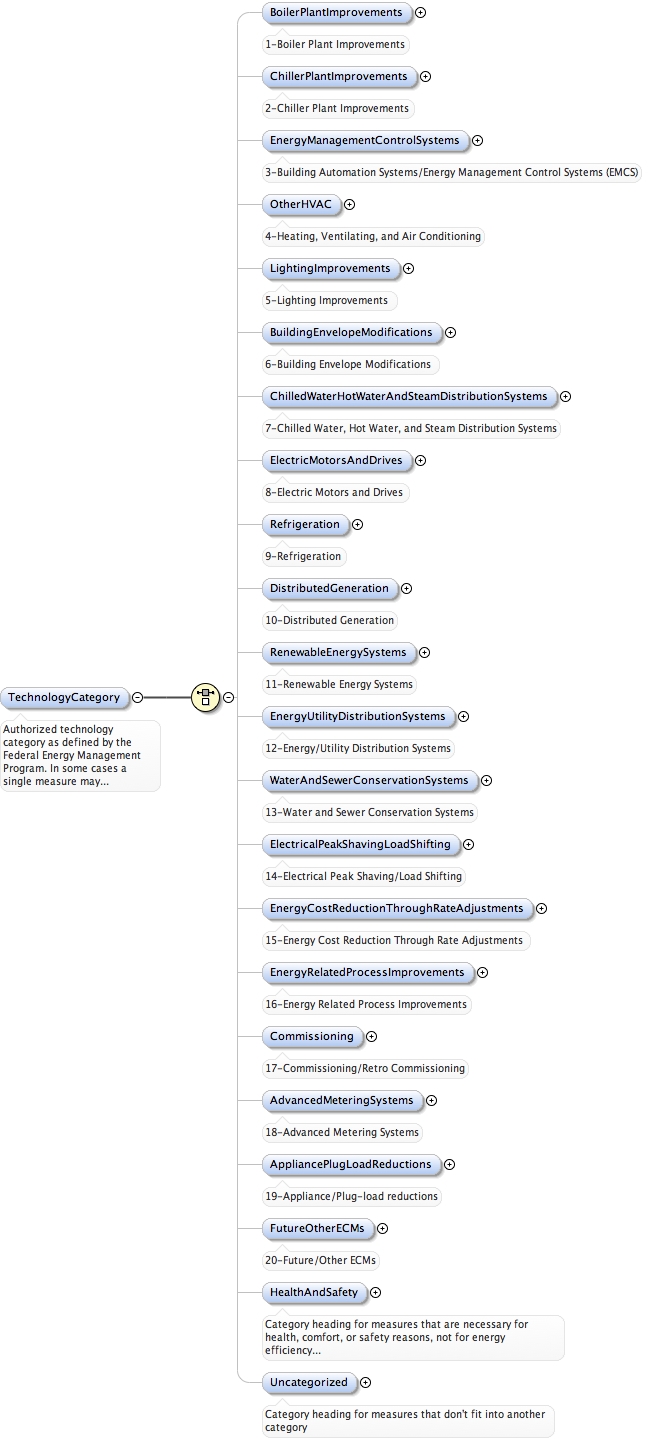 BoilerPlantImprovements
1-Boiler Plant Improvements
ChillerPlantImprovements
2-Chiller Plant Improvements
EnergyManagementControlSystems
3-Building Automation Systems/Energy Management Control Systems (EMCS)
OtherHVAC
4-Heating, Ventilating, and Air Conditioning
LightingImprovements
5-Lighting Improvements
BuildingEnvelopeModifications
6-Building Envelope Modifications
ChilledWaterHotWaterAndSteamDistributionSystems
7-Chilled Water, Hot Water, and Steam Distribution Systems
ElectricMotorsAndDrives
8-Electric Motors and Drives
Refrigeration
9-Refrigeration
DistributedGeneration
10-Distributed Generation
RenewableEnergySystems
11-Renewable Energy Systems
TechnologyCategory
Authorized technology
category as defined by the
Federal Energy Management
Program. In some cases a
single measure may...
EnergyUtilityDistributionSystems
12-Energy/Utility Distribution Systems
WaterAndSewerConservationSystems
13-Water and Sewer Conservation Systems
ElectricalPeakShavingLoadShifting
14-Electrical Peak Shaving/Load Shifting
EnergyCostReductionThroughRateAdjustments
15-Energy Cost Reduction Through Rate Adjustments
EnergyRelatedProcessImprovements
16-Energy Related Process Improvements
Commissioning
17-Commissioning/Retro Commissioning
AdvancedMeteringSystems
18-Advanced Metering Systems
AppliancePlugLoadReductions
19-Appliance/Plug-load reductions
FutureOtherECMs
20-Future/Other ECMs
HealthAndSafety
Category heading for measures that are necessary for
health, comfort, or safety reasons, not for energy
efficiency...
Uncategorized
Category heading for measures that don't fit into another
category